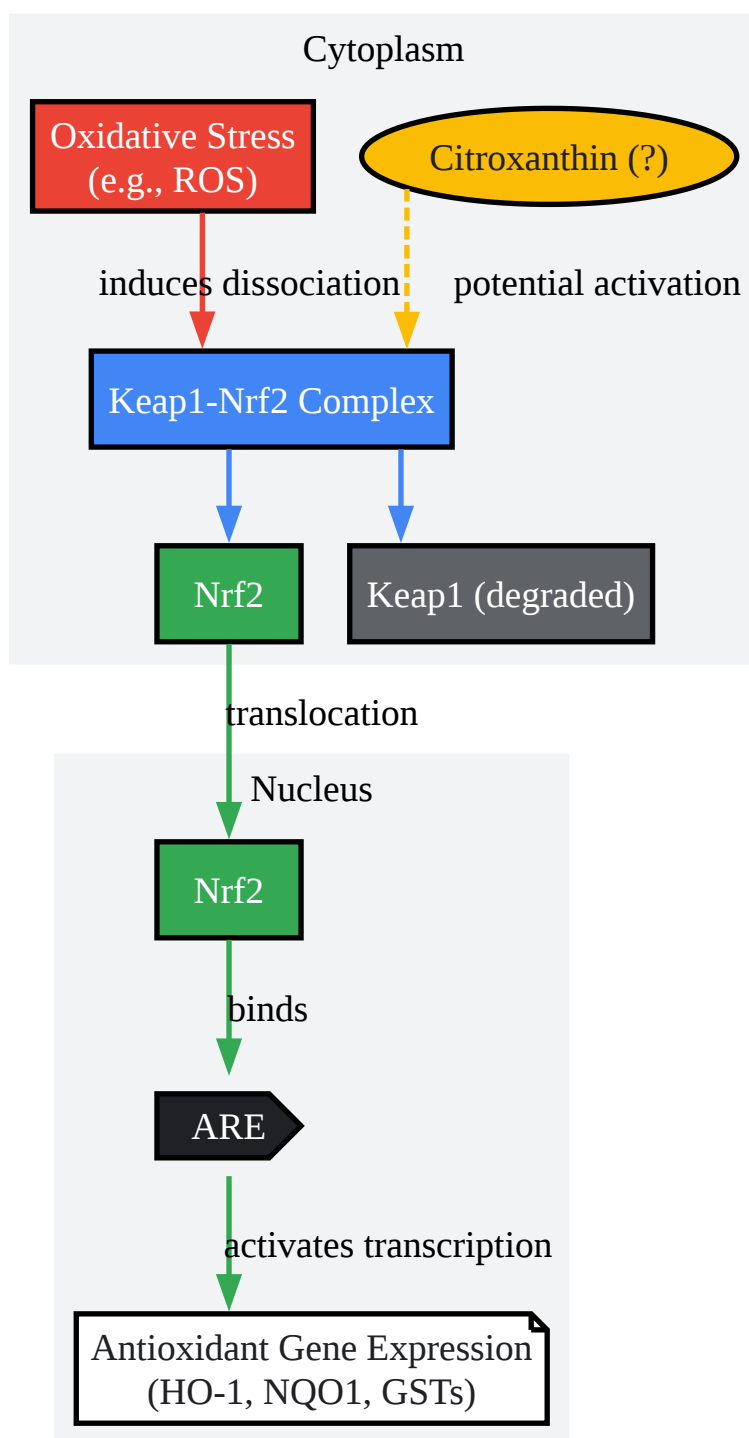 Cytoplasm
Oxidative Stress
(e.g., ROS)
Citroxanthin (?)
induces dissociation
potential activation
Keap1-Nrf2 Complex
Nrf2
Keap1 (degraded)
translocation
Nucleus
Nrf2
binds
ARE
activates transcription
Antioxidant Gene Expression
(HO-1, NQO1, GSTs)